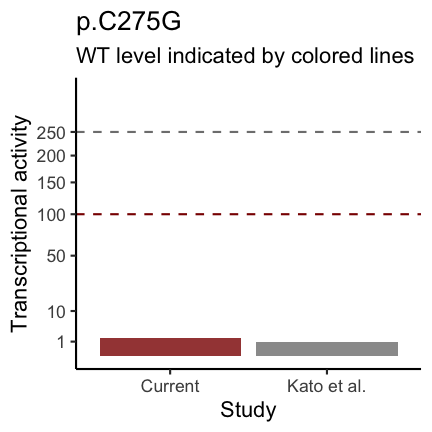 p.C275G
WT level indicated by colored lines
Transcriptional activity
250
200
150
100
50
10
1
Current
Kato et al.
Study